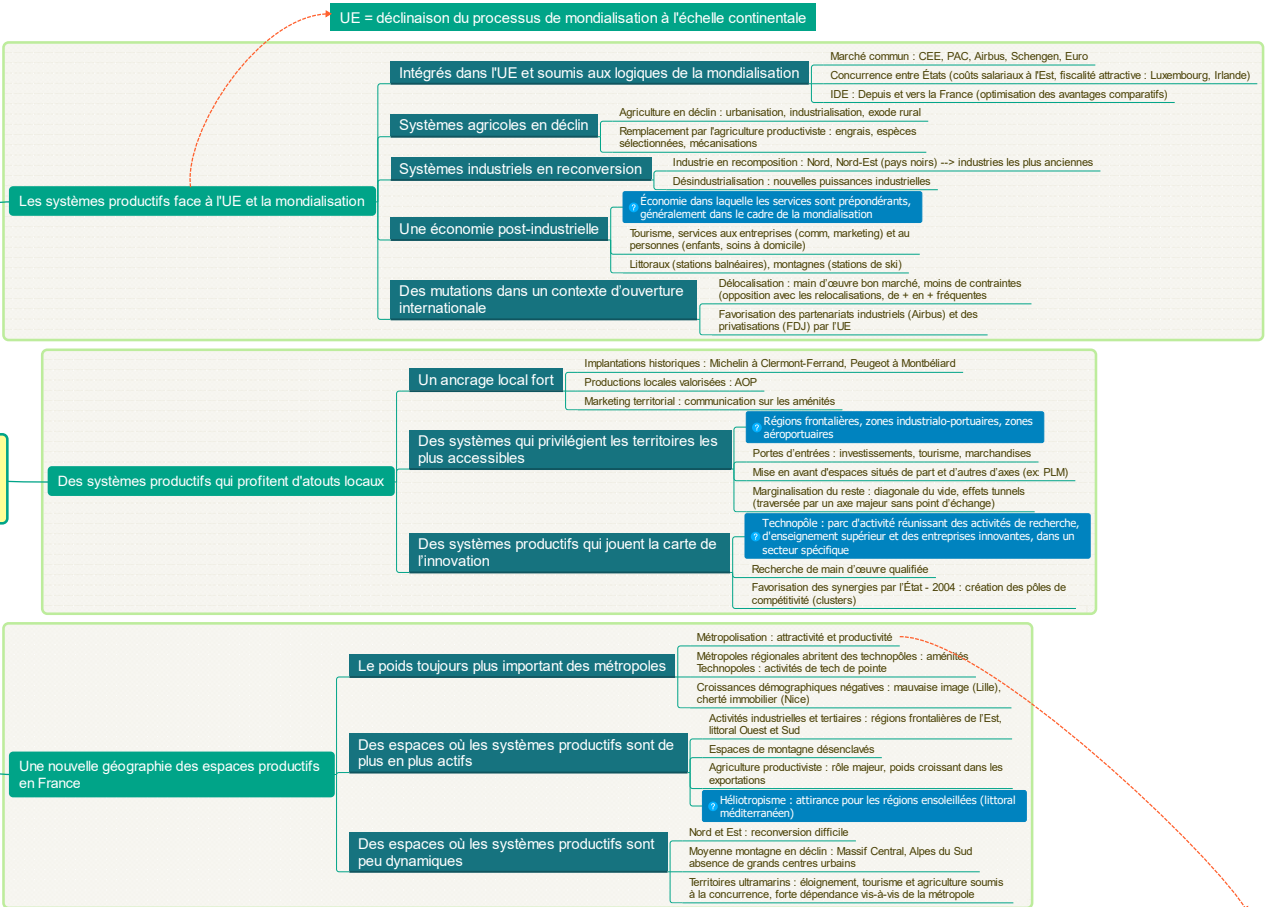 UE = déclinaison du processus de mondialisation à l'échelle continentale
Les systèmes productifs face à l'UE et la mondialisation
Intégrés dans l'UE et soumis aux logiques de la mondialisation
Marché commun : CEE, PAC, Airbus, Schengen, Euro
Concurrence entre États (coûts salariaux à l'Est, fiscalité attractive : Luxembourg, Irlande)
IDE : Depuis et vers la France (optimisation des avantages comparatifs)
Systèmes agricoles en déclin
Agriculture en déclin : urbanisation, industrialisation, exode rural
Remplacement par l'agriculture productiviste : engrais, espèces
sélectionnées, mécanisations
Systèmes industriels en reconversion
Industrie en recomposition : Nord, Nord-Est (pays noirs) --> industries les plus anciennes
Désindustrialisation : nouvelles puissances industrielles
Une économie post-industrielle
Économie dans laquelle les services sont prépondérants,
généralement dans le cadre de la mondialisation
Tourisme, services aux entreprises (comm, marketing) et au
personnes (enfants, soins à domicile)
Littoraux (stations balnéaires), montagnes (stations de ski)
Des mutations dans un contexte d'ouverture
internationale
Délocalisation : main d'œuvre bon marché, moins de contraintes
(opposition avec les relocalisations, de + en + fréquentes
Favorisation des partenariats industriels (Airbus) et des
privatisations (FDJ) par l'UE
Des systèmes productifs qui profitent d'atouts locaux
Un ancrage local fort
Implantations historiques : Michelin à Clermont-Ferrand, Peugeot à Montbéliard
Productions locales valorisées : AOP
Marketing territorial : communication sur les aménités
Des systèmes qui privilégient les territoires les
plus accessibles
Régions frontalières, zones industrialo-portuaires, zones
aéroportuaires
Portes d'entrées : investissements, tourisme, marchandises
Mise en avant d'espaces situés de part et d'autres d'axes (ex: PLM)
Marginalisation du reste : diagonale du vide, effets tunnels
(traversée par un axe majeur sans point d'échange)
Des systèmes productifs qui jouent la carte de
l'innovation
Technopôle : parc d'activité réunissant des activités de recherche,
d'enseignement supérieur et des entreprises innovantes, dans un
secteur spécifique
Recherche de main d'œuvre qualifiée
Favorisation des synergies par l'État - 2004 : création des pôles de
compétitivité (clusters)
Une nouvelle géographie des espaces productifs
en France
Le poids toujours plus important des métropoles
Métropolisation : attractivité et productivité
Métropoles régionales abritent des technopôles : aménités
Technopoles : activités de tech de pointe
Croissances démographiques négatives : mauvaise image (Lille),
cherté immobilier (Nice)
Des espaces où les systèmes productifs sont de
plus en plus actifs
Activités industrielles et tertiaires : régions frontalières de l'Est,
littoral Ouest et Sud
Espaces de montagne désenclavés
Agriculture productiviste : rôle majeur, poids croissant dans les
exportations
Héliotropisme : attirance pour les régions ensoleillées (littoral
méditerranéen)
Des espaces où les systèmes productifs sont
peu dynamiques
Nord et Est : reconversion difficile
Moyenne montagne en déclin : Massif Central, Alpes du Sud
absence de grands centres urbains
Territoires ultramarins : éloignement, tourisme et agriculture soumis
à la concurrence, forte dépendance vis-à-vis de la métropole